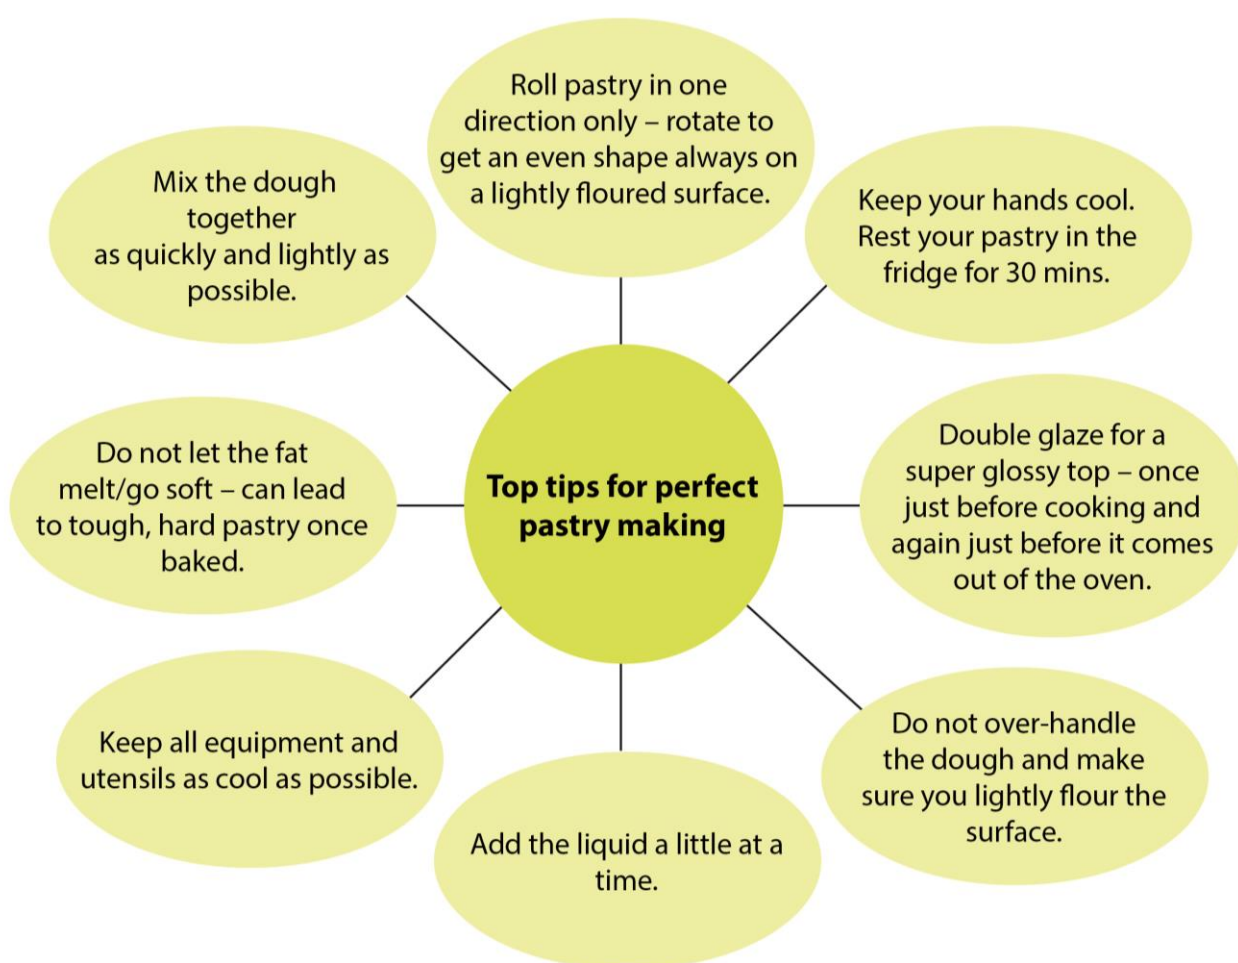 Roll pastry in one
direction only – rotate to
get an even shape always on
a lightly floured surface.
Mix the dough
together
as quickly and lightly as
possible.
Keep your hands cool.
Rest your pastry in the
fridge for 30 mins.
Do not let the fat
melt/go soft – can lead
to tough, hard pastry once
baked.
Top tips for perfect
pastry making
Double glaze for a
super glossy top – once
just before cooking and
again just before it comes
out of the oven.
Keep all equipment and
utensils as cool as possible.
Add the liquid a little at a
time.
Do not over-handle
the dough and make
sure you lightly flour the
surface.